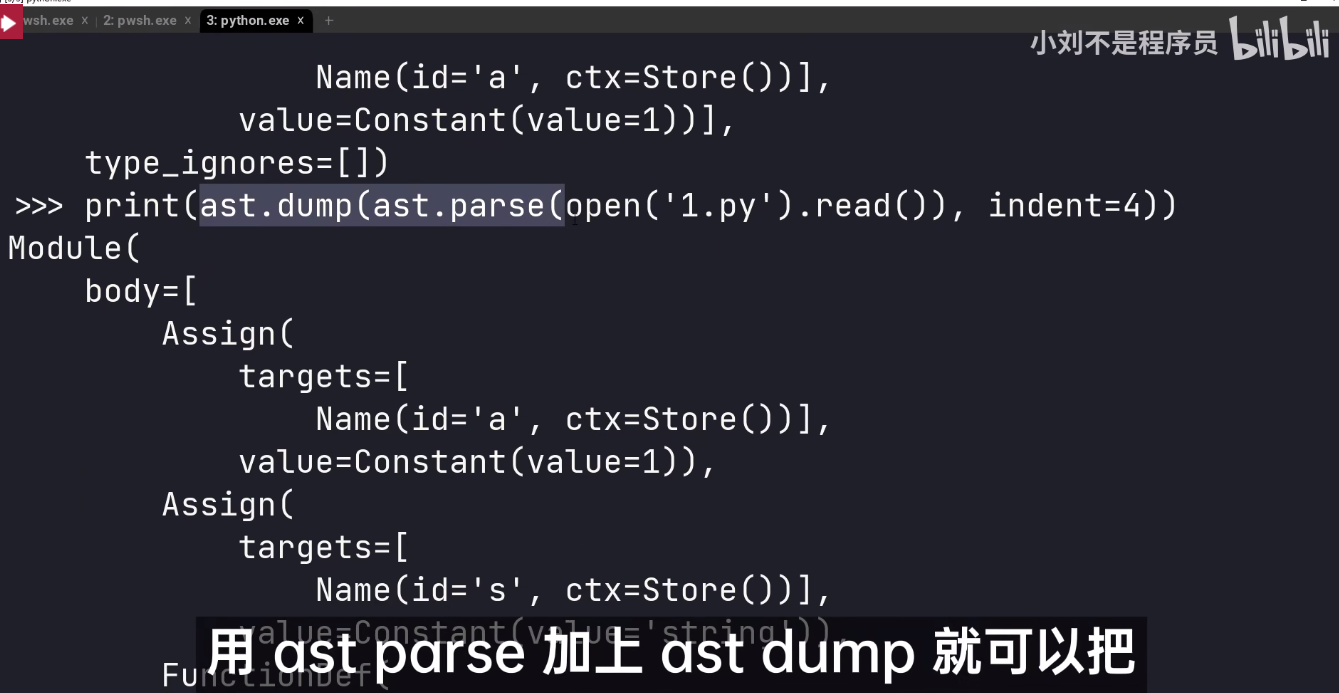 wsh.exe x 2: pwsh.exe x 3: python.exe x +
小刘不是程序员 bilibili
Name(id='a', ctx=Store())],
value=Constant(value=1))],
type_ignores=[])
>>> print(ast.dump(ast.parse(open('1.py').read()), indent=4))
Module(
body=[
Assign(
targets=[
Name(id='a', ctx=Store())],
value=Constant(value=1)),
Assign(
targets=[
Name(id='s', ctx=Store())],
value=Constant(value='string')),
用 ast parse 加上 ast dump 就可以把
FunctionDef(